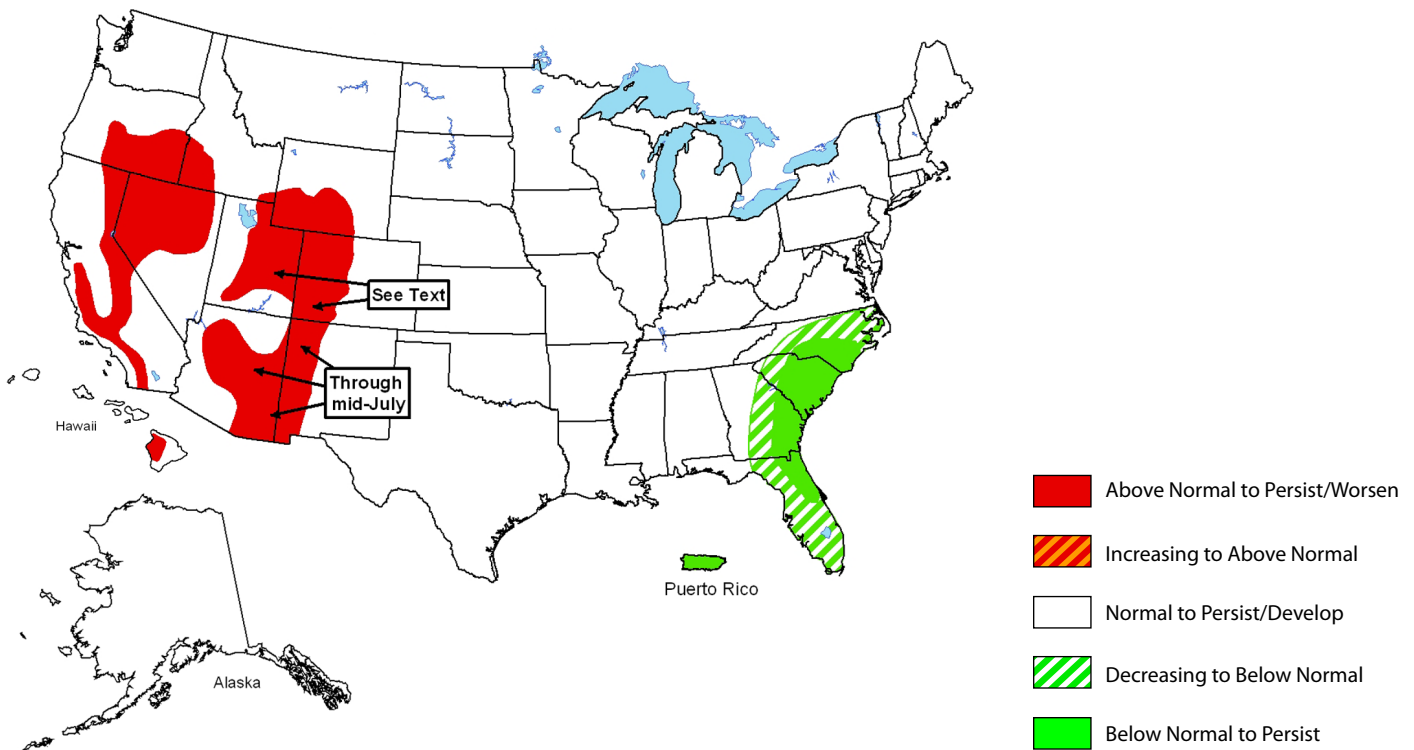 See Text
Through
mid-July
Hawaii
Puerto Rico
Alaska
Above Normal to Persist/Worsen
Increasing to Above Normal
Normal to Persist/Develop
Decreasing to Below Normal
Below Normal to Persist